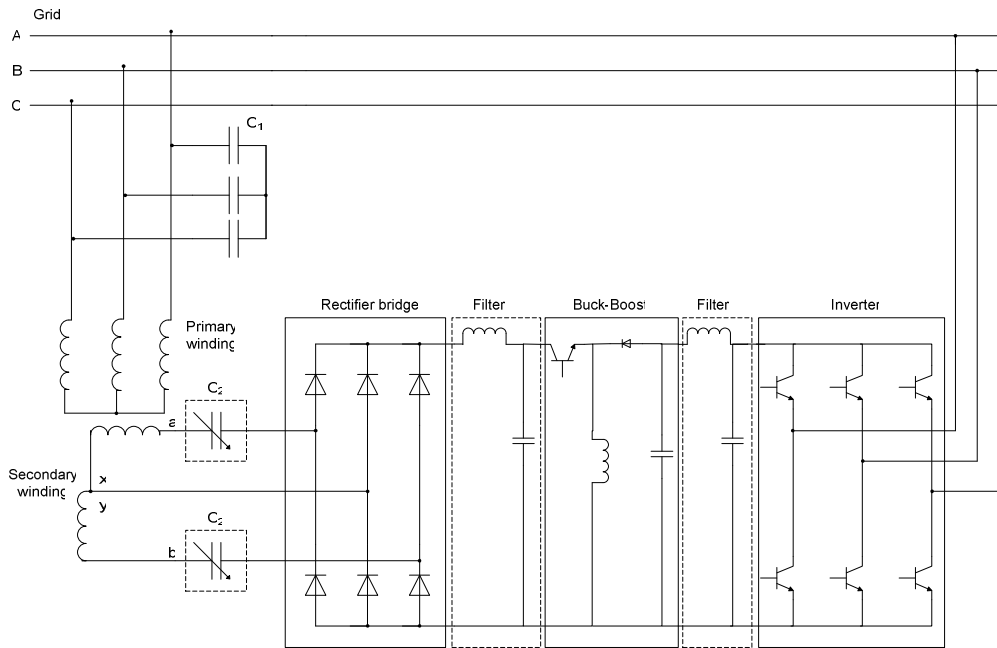 Grid
A
B
C
C1
Rectifier bridge
Filter
Buck-Boost
Filter
Inverter
Primary
winding
C2
a
Secondary
winding
x
y
C2
b